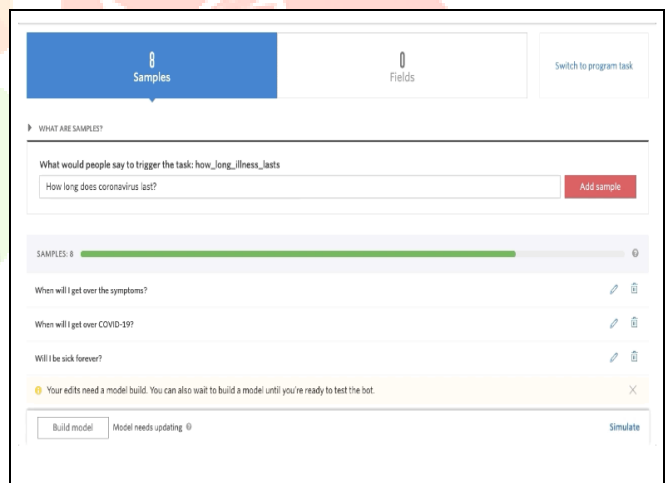 8
Samples
0
Fields
Switch to program task
WHAT ARE SAMPLES?
What would people say to trigger the task: how_long_illness_lasts
How long does coronavirus last?
Add sample
SAMPLES: 8
When will I get over the symptoms?
When will I get over COVID-19?
Will I be sick forever?
Your edits need a model build. You can also wait to build a model until you're ready to test the bot.
Build model
Model needs updating
Simulate